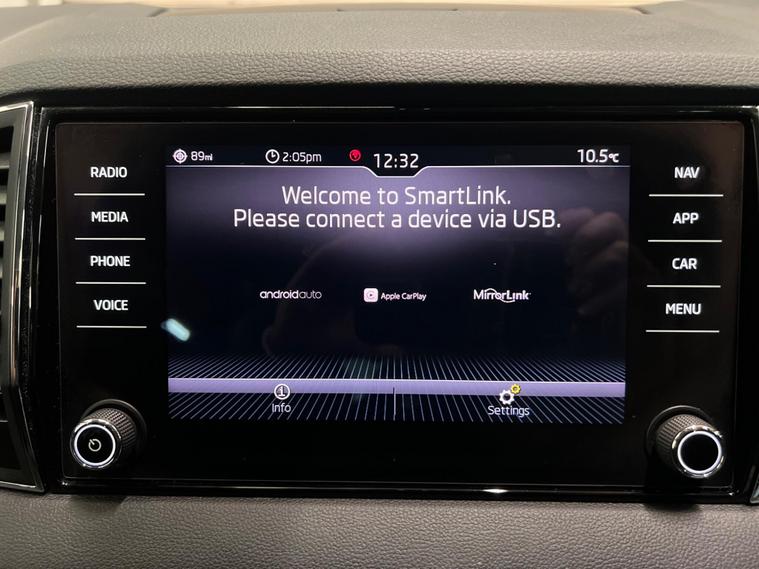 89mi 2:05pm 12:32 10.5°C
RADIO
MEDIA
PHONE
VOICE
Welcome to SmartLink.
Please connect a device via USB.
androidauto Apple CarPlay MirrorLink
Info Settings
NAV
APP
CAR
MENU